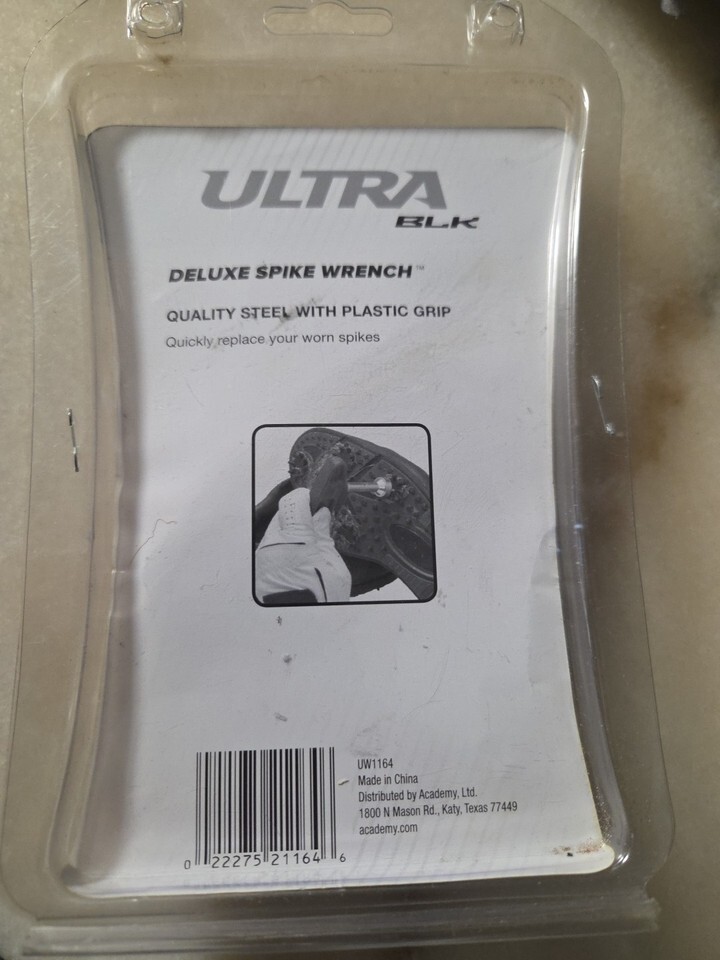 ULTRA
BLK
DELUXE SPIKE WRENCH™
QUALITY STEEL WITH PLASTIC GRIP
Quickly replace your worn spikes
UW1164
Made in China
Distributed by Academy, Ltd.
1800 N Mason Rd., Katy, Texas 77449
academy.com
0 22275 21164 6